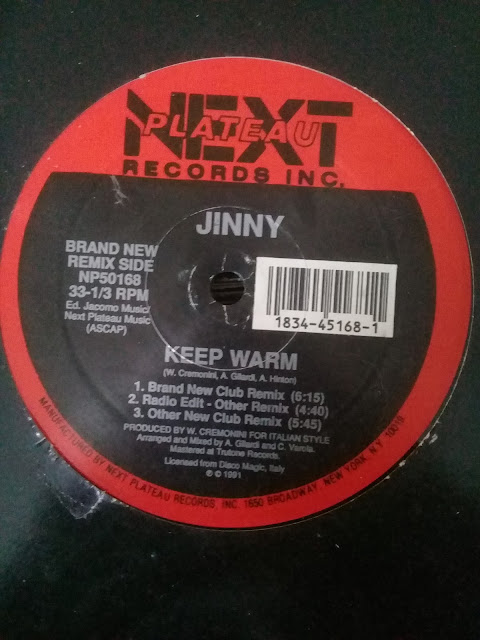 NEXT
PLATEAU
RECORDS INC.
JINNY
BRAND NEW
REMIX SIDE
NP50168
33-1/3 RPM
Ed. Jacomo Music/
Next Plateau Music
(ASCAP)
1834-45168-1
KEEP WARM
(W. Cremonini, A. Gilardi, A. Hinton)
1. Brand New Club Remix (6:15)
2. Radio Edit - Other Remix (4:40)
3. Other New Club Remix (5:45)
PRODUCED BY W. CREMONINI FOR ITALIAN STYLE
Arranged and Mixed by A. Gilardi and C. Varola.
Mastered at Trutone Records.
Licensed from Disco Magic, Italy
℗ © 1991
MANUFACTURED BY NEXT PLATEAU RECORDS, INC. 1650 BROADWAY, NEW YORK, N.Y. 10019